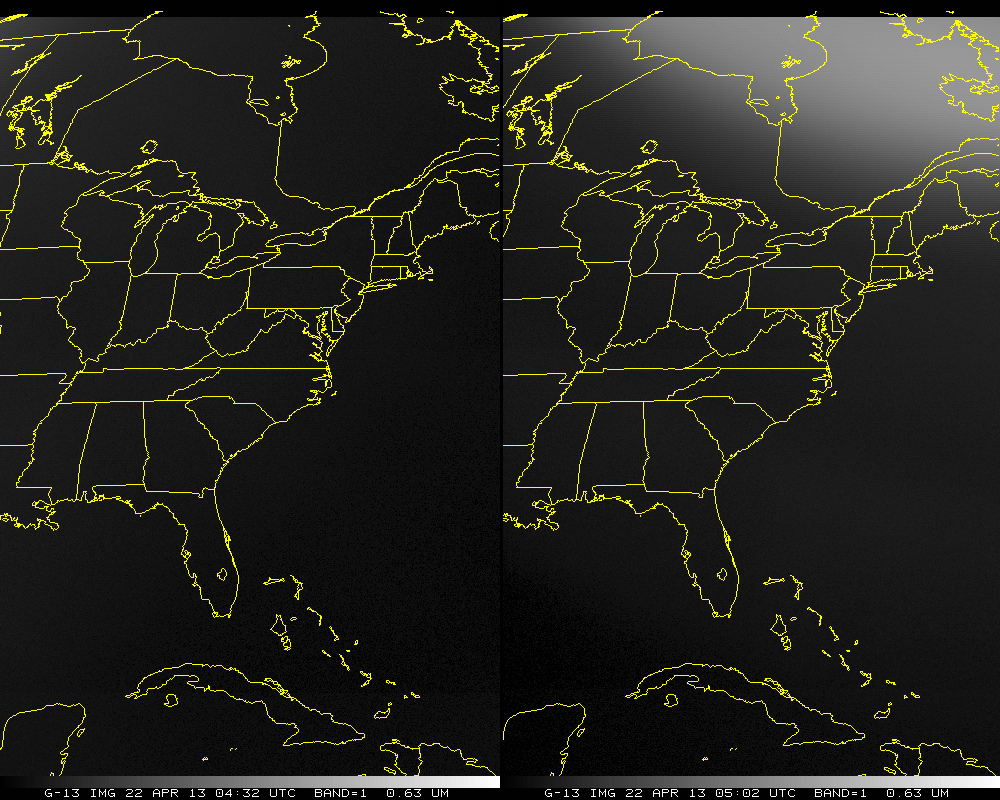 G-13 IMG 22 APR 13 04:32 UTC BAND=1 0.63 UM
G-13 IMG 22 APR 13 05:02 UTC BAND=1 0.63 UM